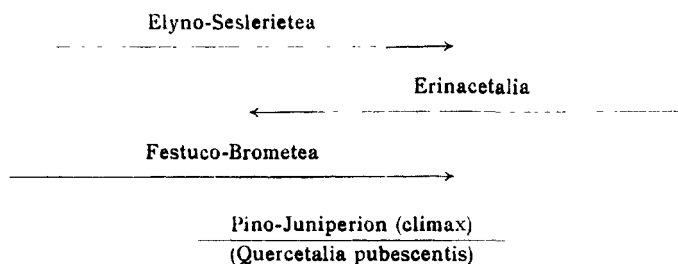 Elyno-Seslerietea
Erinacetalia
Festuco-Brometea
Pino-Juniperion (climax)
(Quercetalia pubescentis)